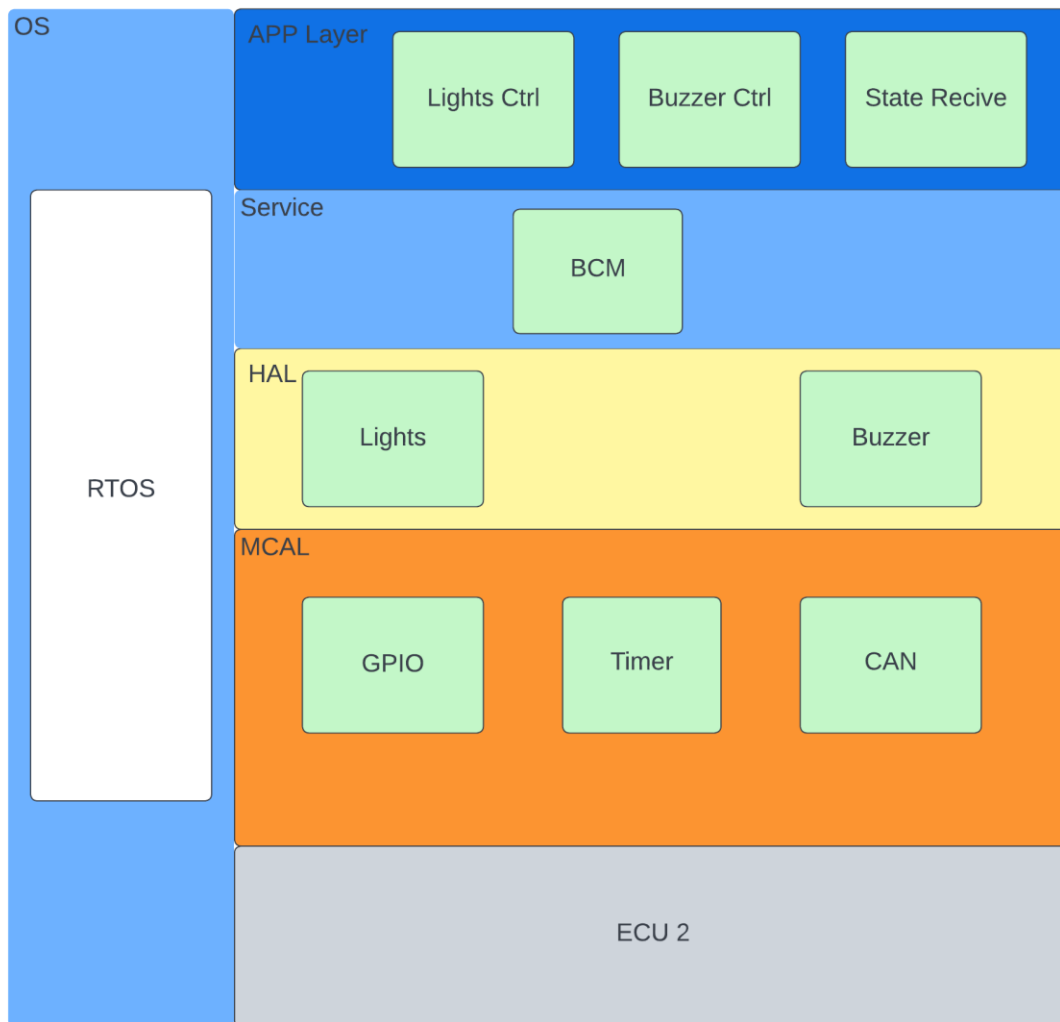 OS
APP Layer
Lights Ctrl
Buzzer Ctrl
State Recive
Service
BCM
HAL
Lights
Buzzer
RTOS
MCAL
GPIO
Timer
CAN
ECU 2